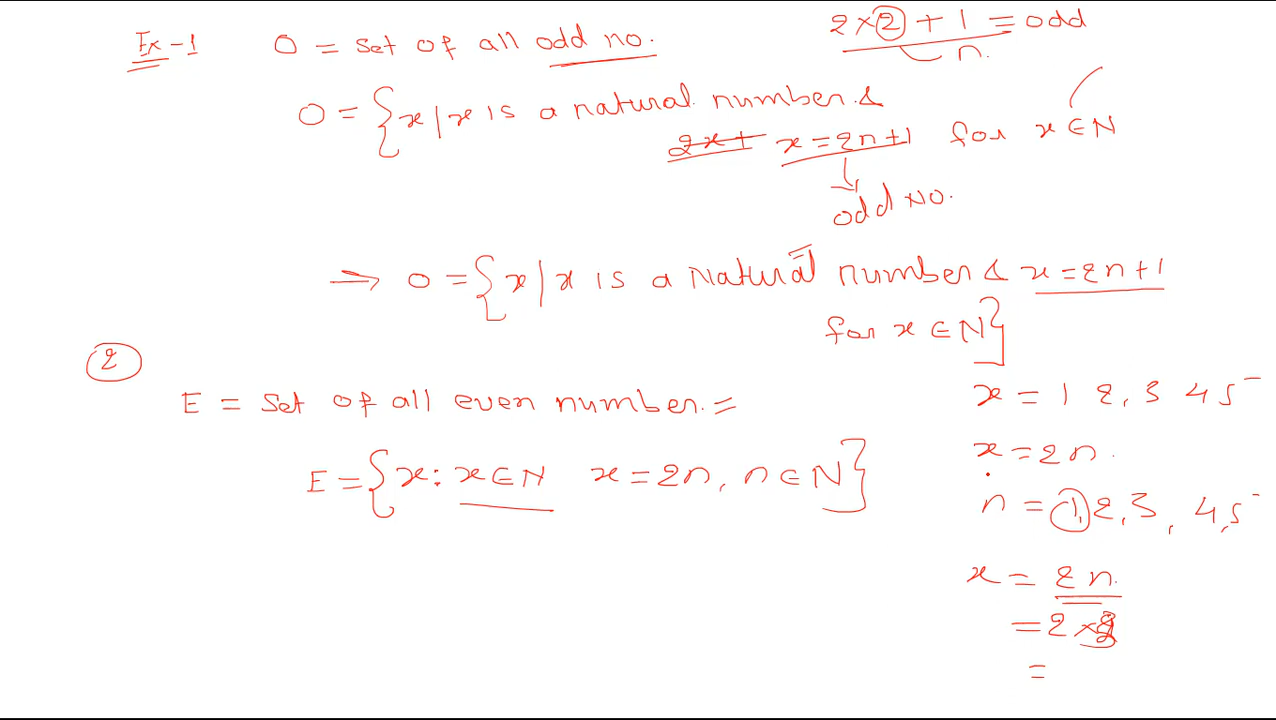 Ex-1 O = set of all odd no.
2×2+1 = odd
n.
O = {x/x is a natural number &
2x+ x=2n+1 for x∈N
odd NO.
→ O = {x/x is a Natural number & x=2n+1
for x∈N}
2
E = Set of all even number. =
x = 1 2, 3 4 5 -
E = {x: x∈N x=2n, n∈N}
x = 2n.
n = 1, 2, 3, 4, 5 -
x = 2n.
= 2×2
=